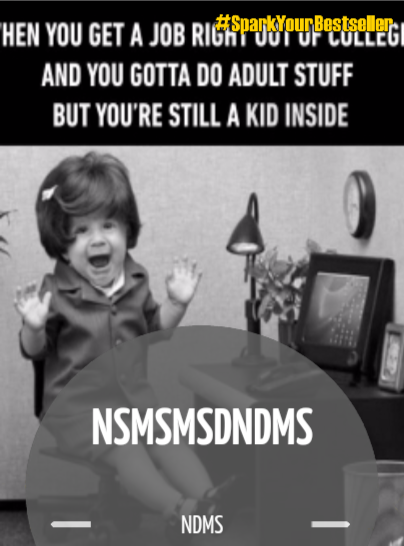 #SparkYourBestseller
HEN YOU GET A JOB RIGHT OUT OF COLLEG
AND YOU GOTTA DO ADULT STUFF
BUT YOU'RE STILL A KID INSIDE
NSMSMSDNDMS
NDMS